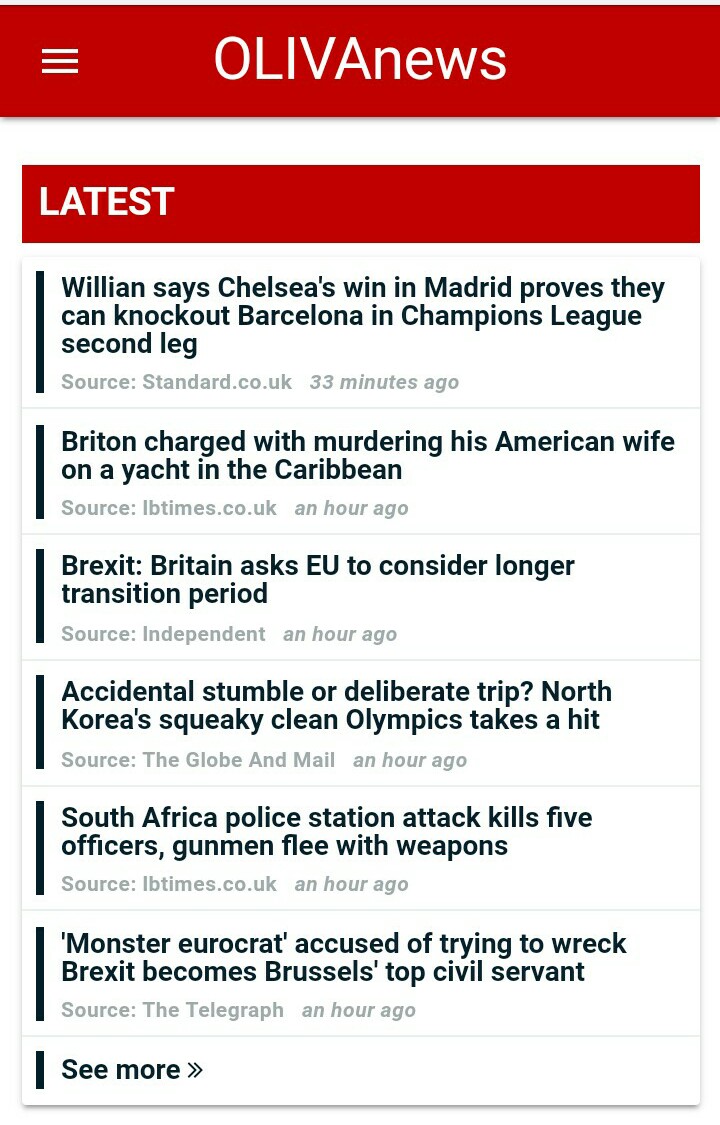 OLIVAnews
LATEST
Willian says Chelsea's win in Madrid proves they
can knockout Barcelona in Champions League
second leg
Source: Standard.co.uk 33 minutes ago
Briton charged with murdering his American wife
on a yacht in the Caribbean
Source: Ibtimes.co.uk an hour ago
Brexit: Britain asks EU to consider longer
transition period
Source: Independent an hour ago
Accidental stumble or deliberate trip? North
Korea's squeaky clean Olympics takes a hit
Source: The Globe And Mail an hour ago
South Africa police station attack kills five
officers, gunmen flee with weapons
Source: Ibtimes.co.uk an hour ago
'Monster eurocrat' accused of trying to wreck
Brexit becomes Brussels' top civil servant
Source: The Telegraph an hour ago
See more »